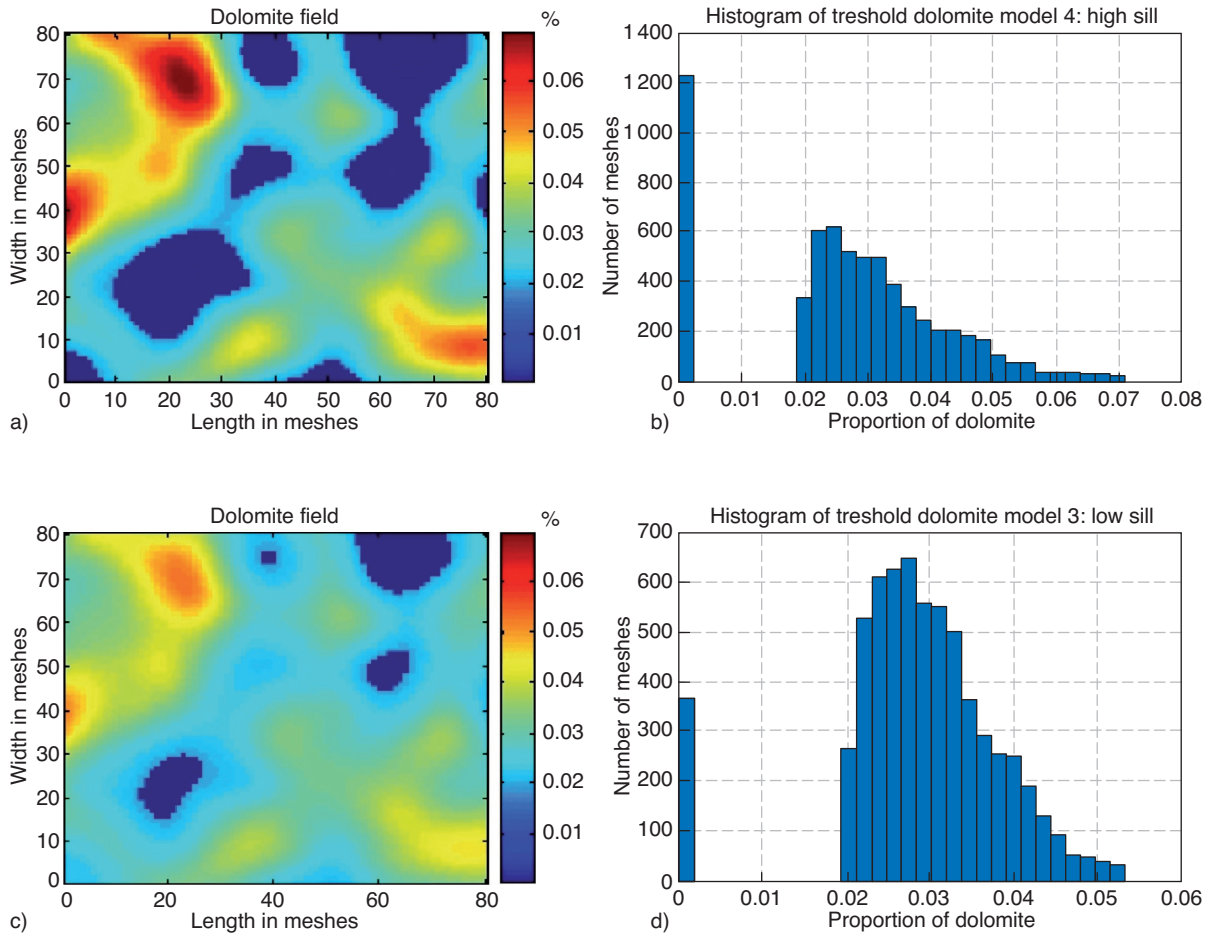 Dolomite field
%
80
70
60
50
40
30
20
10
0
Width in meshes
0 10 20 30 40 50 60 70 80
Length in meshes
0.06
0.05
0.04
0.03
0.02
0.01
a)
Histogram of treshold dolomite model 4: high sill
1400
1200
1000
800
600
400
200
0
Number of meshes
0 0.01 0.02 0.03 0.04 0.05 0.06 0.07 0.08
Proportion of dolomite
b)
Dolomite field
%
80
70
60
50
40
30
20
10
0
Width in meshes
0 20 40 60 80
Length in meshes
0.06
0.05
0.04
0.03
0.02
0.01
c)
Histogram of treshold dolomite model 3: low sill
700
600
500
400
300
200
100
0
Number of meshes
0 0.01 0.02 0.03 0.04 0.05 0.06
Proportion of dolomite
d)